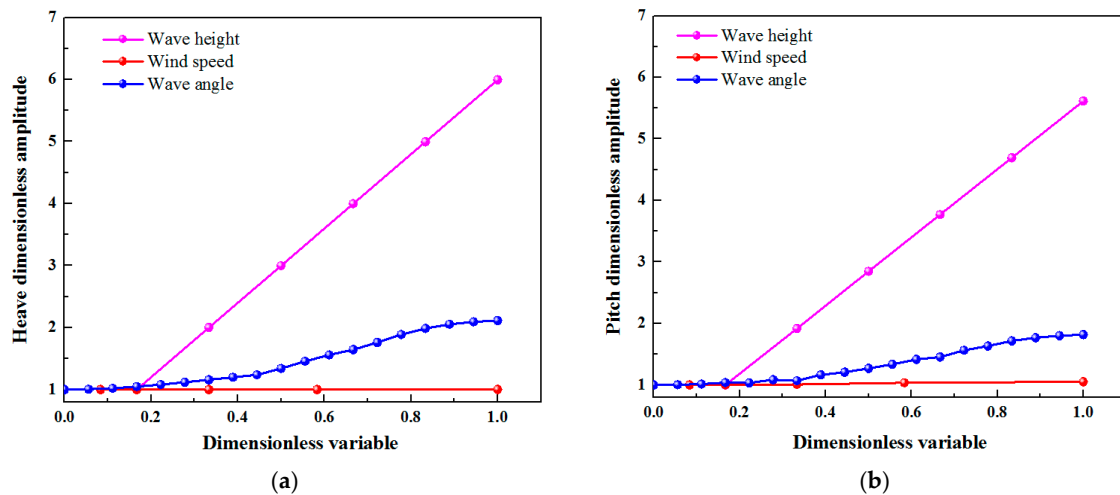 7
6
5
4
3
2
1
0.0 0.2 0.4 0.6 0.8 1.0
Heave dimensionless amplitude
Dimensionless variable
Wave height
Wind speed
Wave angle
(a)
7
6
5
4
3
2
1
0.0 0.2 0.4 0.6 0.8 1.0
Pitch dimensionless amplitude
Dimensionless variable
Wave height
Wind speed
Wave angle
(b)